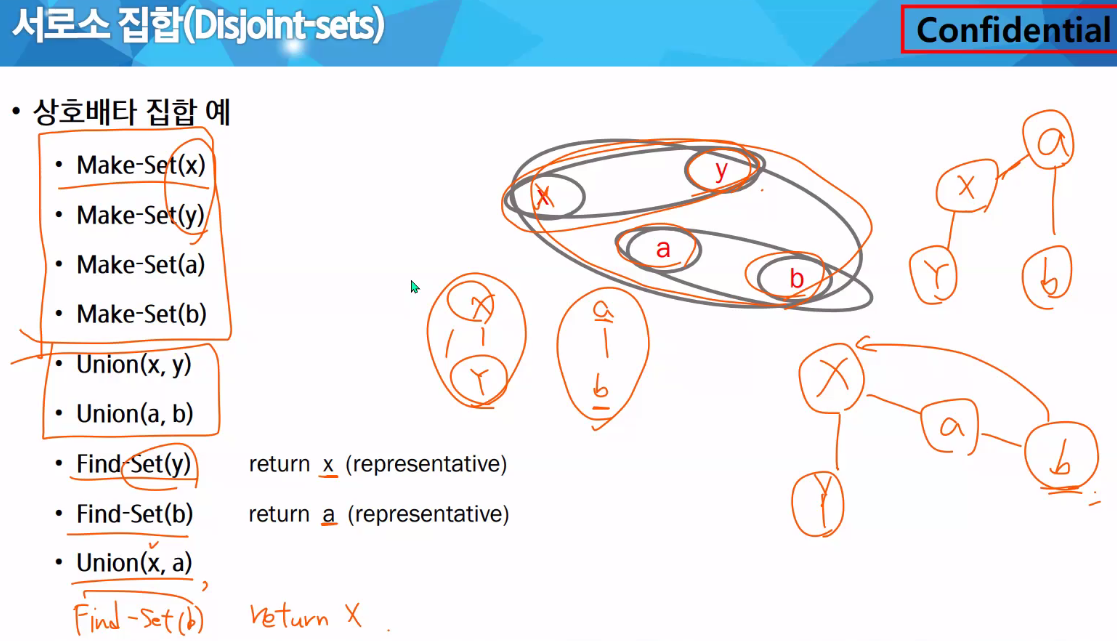 서로소 집합(Disjoint-sets)
Confidential
• 상호배타 집합 예
• Make-Set(x)
• Make-Set(y)
• Make-Set(a)
• Make-Set(b)
• Union(x, y)
• Union(a, b)
• Find-Set(y) return x (representative)
• Find-Set(b) return a (representative)
• Union(x, a)
Find-Set(b) return X
x
y
a
b
X
Y
a
b
a
X
Y
b
X
a
b
Y